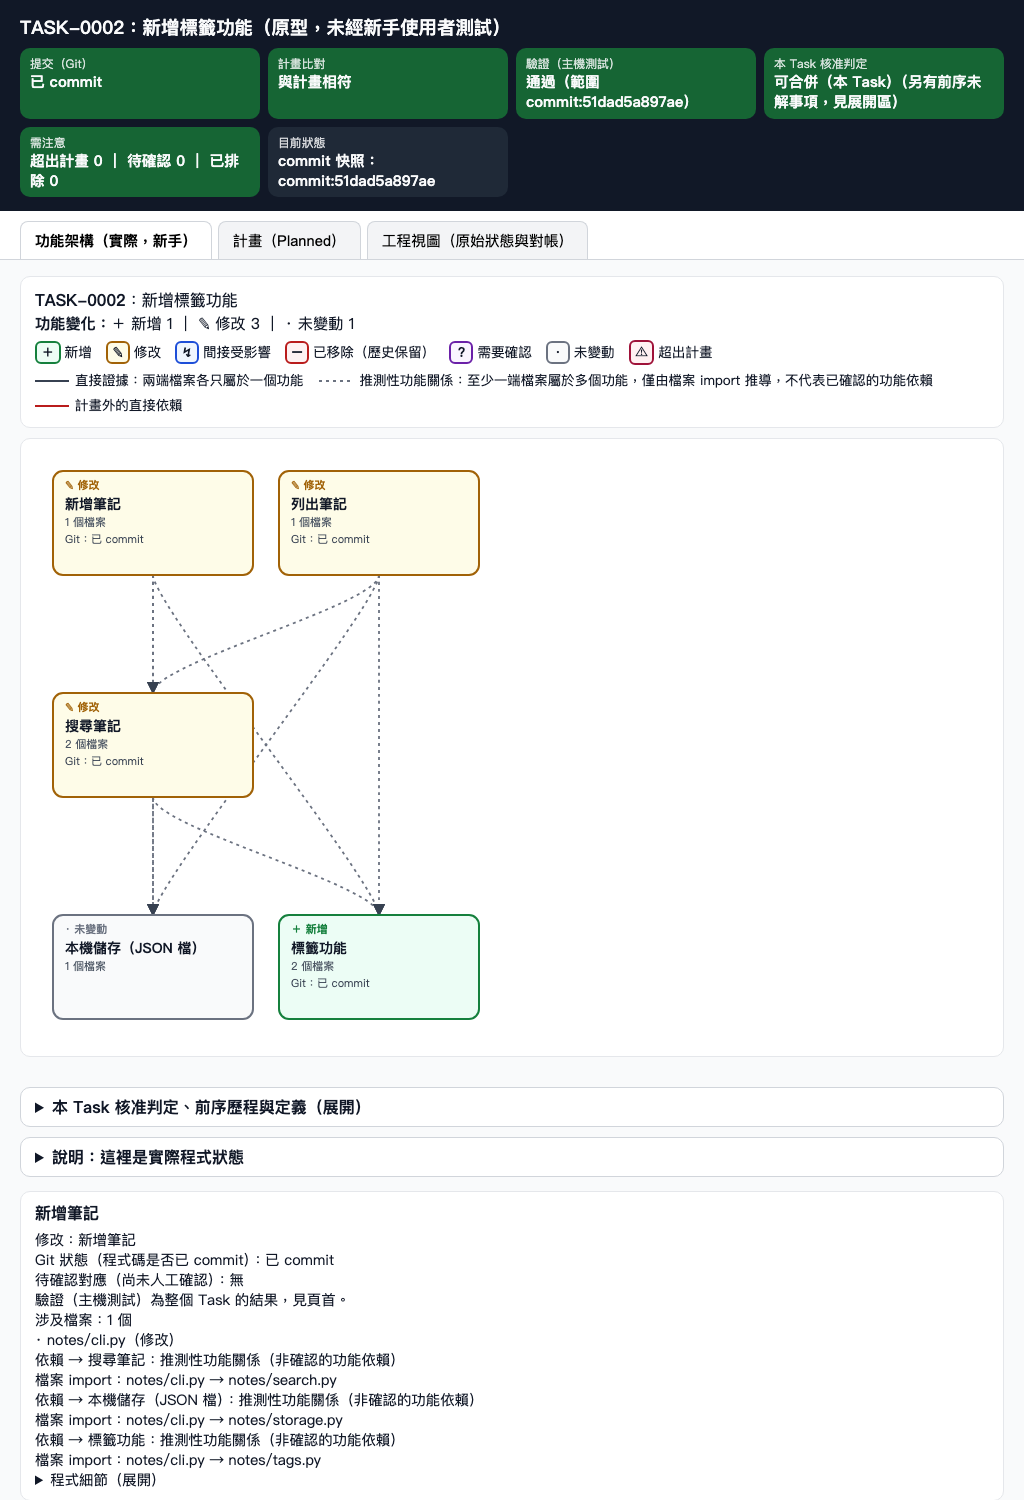 TASK-0002：新增標籤功能（原型，未經新手使用者測試）
提交（Git）
已 commit
計畫比對
與計畫相符
驗證（主機測試）
通過（範圍
commit:51dad5a897ae）
本 Task 核准判定
可合併（本 Task）（另有前序未
解事項，見展開區）
需注意
超出計畫 0 ｜ 待確認 0 ｜ 已排
除 0
目前狀態
commit 快照：
commit:51dad5a897ae
功能架構（實際，新手）
計畫（Planned）
工程視圖（原始狀態與對帳）
TASK-0002：新增標籤功能
功能變化：＋ 新增 1 ｜ ✎ 修改 3 ｜ · 未變動 1
＋ 新增 ✎ 修改 ↯ 間接受影響 － 已移除（歷史保留） ? 需要確認 · 未變動 ⚠ 超出計畫
直接證據：兩端檔案各只屬於一個功能
推測性功能關係：至少一端檔案屬於多個功能，僅由檔案 import 推導，不代表已確認的功能依賴
計畫外的直接依賴
✎ 修改
新增筆記
1 個檔案
Git：已 commit
✎ 修改
列出筆記
1 個檔案
Git：已 commit
✎ 修改
搜尋筆記
2 個檔案
Git：已 commit
· 未變動
本機儲存（JSON 檔）
1 個檔案
＋ 新增
標籤功能
2 個檔案
Git：已 commit
▶ 本 Task 核准判定、前序歷程與定義（展開）
▶ 說明：這裡是實際程式狀態
新增筆記
修改：新增筆記
Git 狀態（程式碼是否已 commit）：已 commit
待確認對應（尚未人工確認）：無
驗證（主機測試）為整個 Task 的結果，見頁首。
涉及檔案：1 個
· notes/cli.py（修改）
依賴 → 搜尋筆記：推測性功能關係（非確認的功能依賴）
檔案 import：notes/cli.py → notes/search.py
依賴 → 本機儲存（JSON 檔）：推測性功能關係（非確認的功能依賴）
檔案 import：notes/cli.py → notes/storage.py
依賴 → 標籤功能：推測性功能關係（非確認的功能依賴）
檔案 import：notes/cli.py → notes/tags.py
▶ 程式細節（展開）